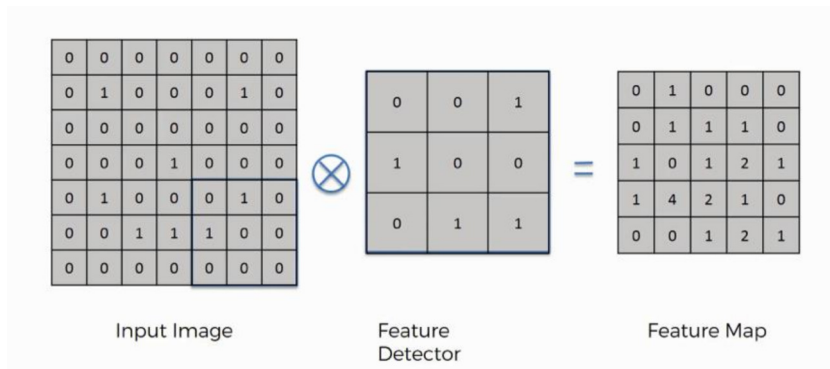 0 0 0 0 0 0 0
0 1 0 0 0 1 0
0 0 0 0 0 0 0
0 0 0 1 0 0 0
0 1 0 0 0 1 0
0 0 1 1 1 0 0
0 0 0 0 0 0 0
Input Image
0 0 1
1 0 0
0 1 1
Feature
Detector
=
0 1 0 0 0
0 1 1 1 0
1 0 1 2 1
1 4 2 1 0
0 0 1 2 1
Feature Map